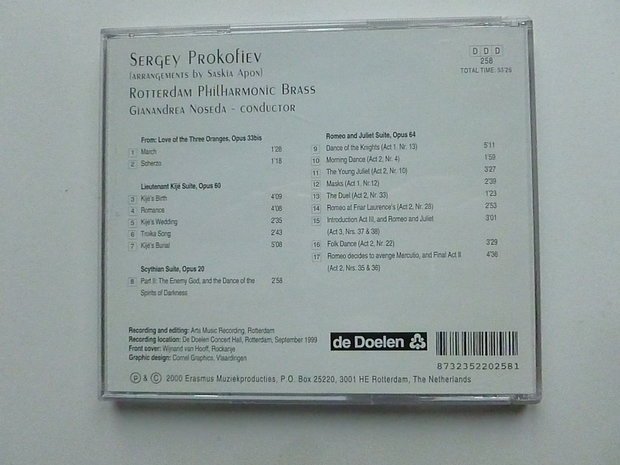 SERGEY PROKOFIEV
(ARRANGEMENTS BY SASKIA APON)
ROTTERDAM PHILHARMONIC BRASS
GIANANDREA NOSEDA - CONDUCTOR
D D D
258
TOTAL TIME: 53'26
From: Love of the Three Oranges, Opus 33bis
1 March 1'26
2 Scherzo 1'18
Lieutenant Kijé Suite, Opus 60
3 Kijé's Birth 4'09
4 Romance 4'08
5 Kijé's Wedding 2'35
6 Troika Song 2'43
7 Kijé's Burial 5'08
Scythian Suite, Opus 20
8 Part II: The Enemy God, and the Dance of the 2'58
Spirits of Darkness
Romeo and Juliet Suite, Opus 64
9 Dance of the Knights (Act 1. Nr. 13) 5'11
10 Morning Dance (Act 2, Nr. 4) 1'59
11 The Young Juliet (Act 2, Nr. 10) 3'27
12 Masks (Act 1. Nr.12) 2'39
13 The Duel (Act 2, Nr. 33) 1'23
14 Romeo at Friar Laurence's (Act 2, Nr. 28) 2'53
15 Introduction Act III, and Romeo and Juliet 3'01
(Act 3, Nrs. 37 & 38)
16 Folk Dance (Act 2, Nr. 22) 3'29
17 Romeo decides to avenge Mercutio, and Final Act II 4'36
(Act 2, Nrs. 35 & 36)
Recording and editing: Arts Music Recording, Rotterdam
Recording location: De Doelen Concert Hall, Rotterdam, September 1999
Front cover: Wijnand van Hooff, Rockanje
Graphic design: Cornel Graphics, Vlaardingen
de Doelen
8732352202581
℗ & © 2000 Erasmus Muziekproducties, P.O. Box 25220, 3001 HE Rotterdam, The Netherlands